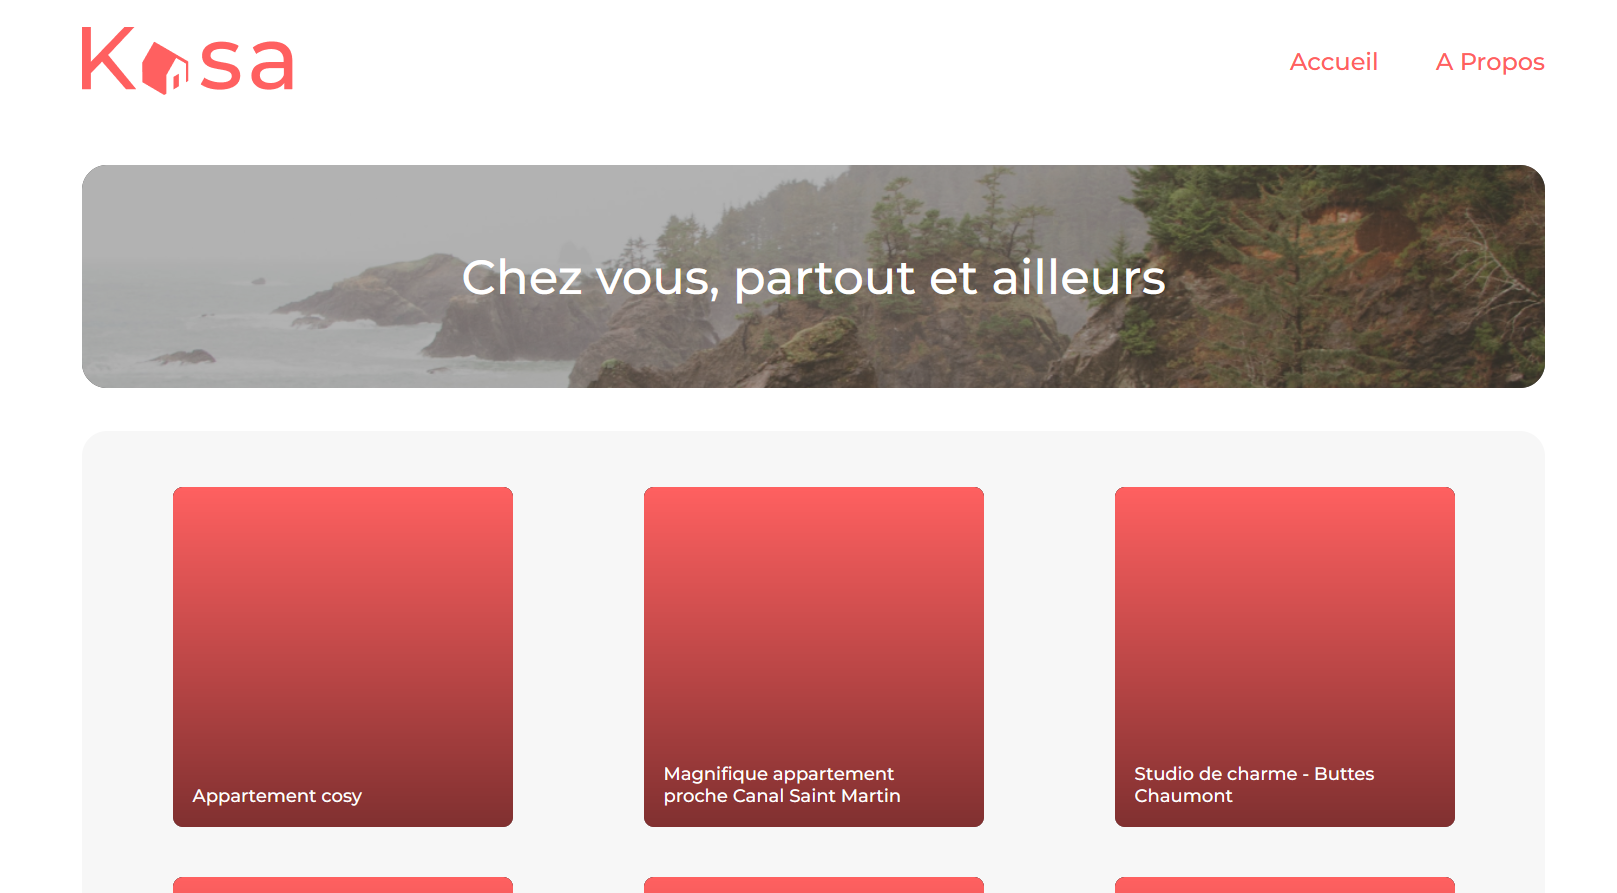 Kasa
Accueil
A Propos
Chez vous, partout et ailleurs
Appartement cosy
Magnifique appartement
proche Canal Saint Martin
Studio de charme - Buttes
Chaumont